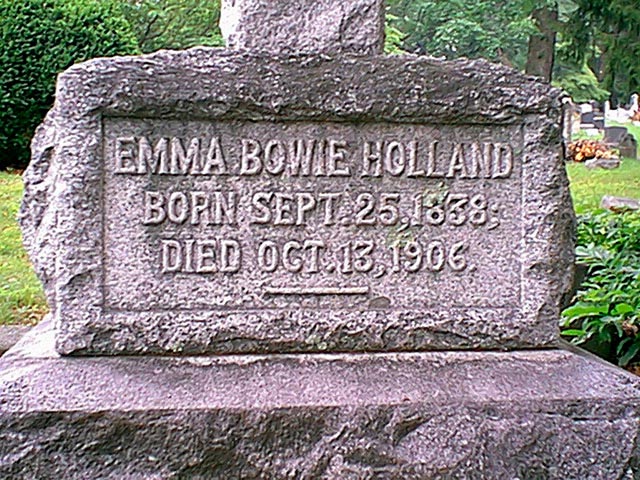 EMMA BOWIE HOLLAND
BORN SEPT. 25, 1838;
DIED OCT. 13, 1906.